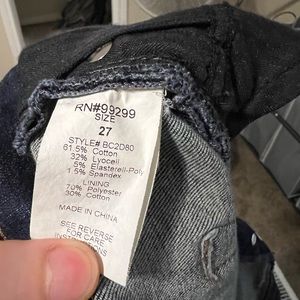 RN#99299
SIZE
27
STYLE# BC2D80
61.5% Cotton
32% Lyocell
5% Elasterell-Poly
1.5% Spandex
LINING
70% Polyester
30% Cotton
MADE IN CHINA
SEE REVERSE
FOR CARE
INSTRUCTIONS